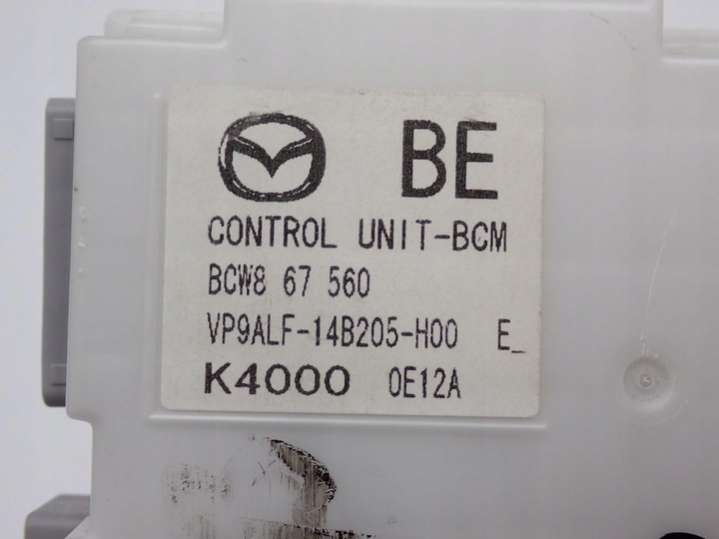 BE
CONTROL UNIT-BCM
BCW8 67 560
VP9ALF-14B205-H00 E_
K4000 0E12A